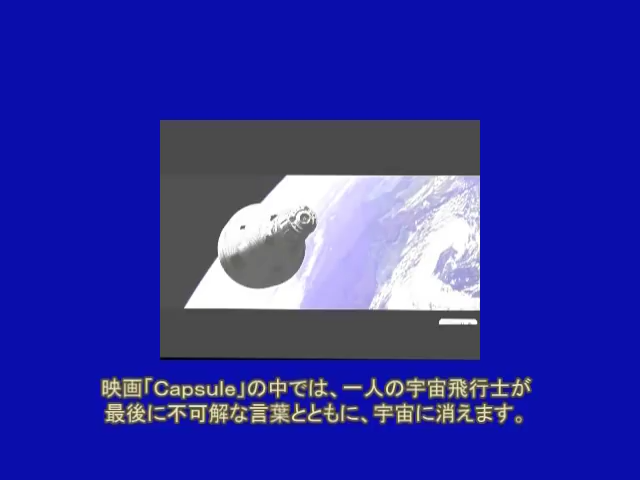 映画「Capsule」の中では、一人の宇宙飛行士が
最後に不可解な言葉とともに、宇宙に消えます。